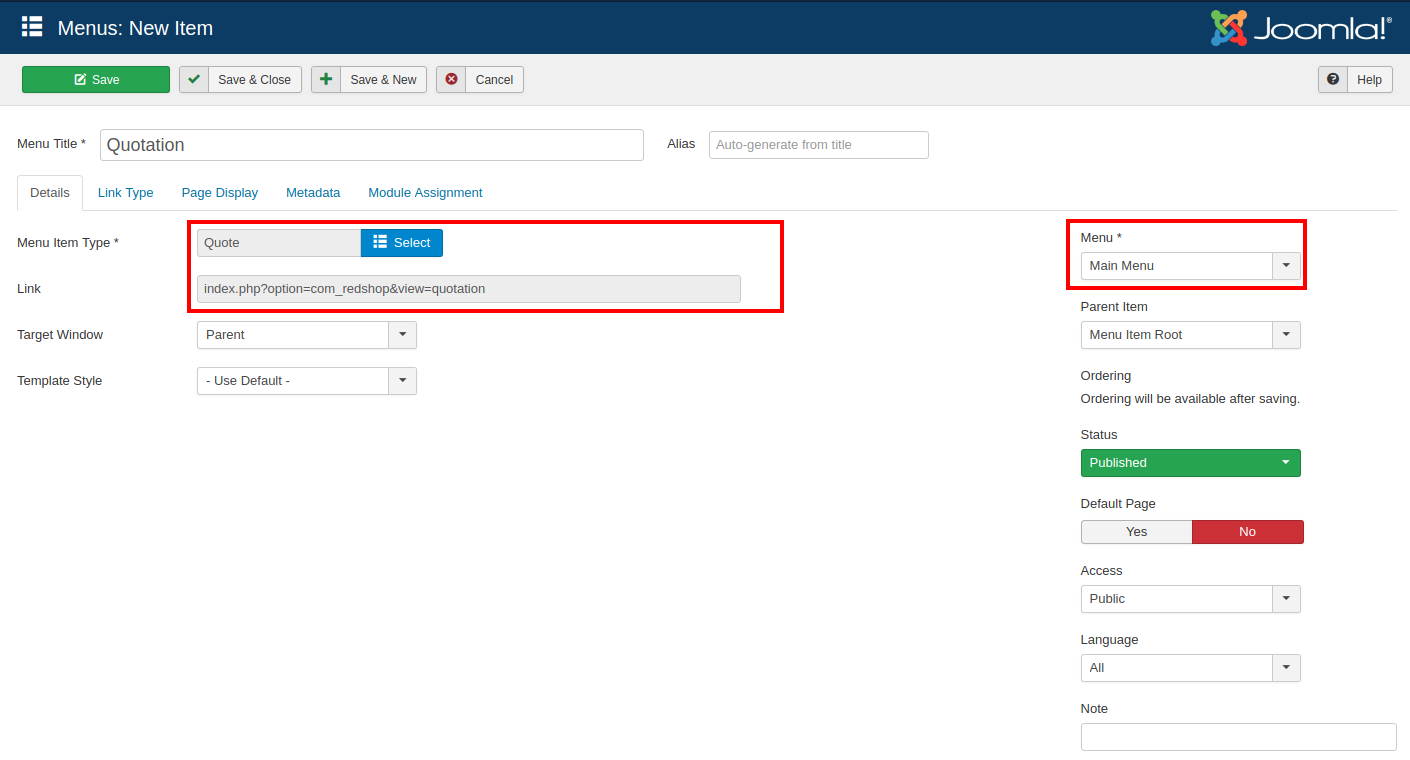 Menus: New Item
Joomla!®
Save
Save & Close
Save & New
Cancel
Help
Menu Title *
Quotation
Alias
Auto-generate from title
Details
Link Type
Page Display
Metadata
Module Assignment
Menu Item Type *
Quote
Select
Link
index.php?option=com_redshop&view=quotation
Target Window
Parent
Template Style
- Use Default -
Menu *
Main Menu
Parent Item
Menu Item Root
Ordering
Ordering will be available after saving.
Status
Published
Default Page
Yes
No
Access
Public
Language
All
Note